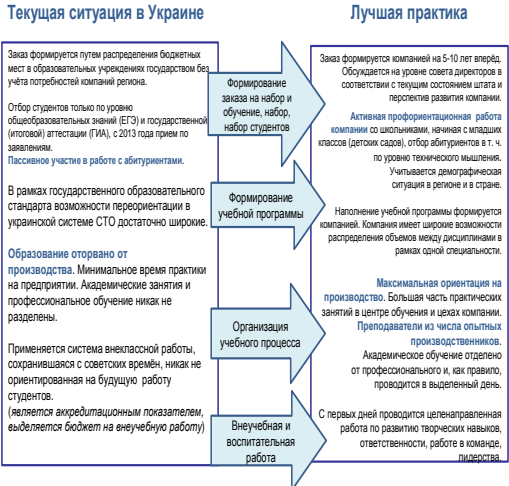 Текущая ситуация в Украине
Заказ формируется путем распределения бюджетных
мест в образовательных учреждениях государством без
учёта потребностей компаний региона.
Отбор студентов только по уровню
общеобразовательных знаний (ЕГЭ) и государственной
(итоговой) аттестации (ГИА), с 2013 года прием по
заявлениям.
Пассивное участие в работе с абитуриентами.
В рамках государственного образовательного
стандарта возможности переориентации в
украинской системе СТО достаточно широкие.
Образование оторвано от
производства. Минимальное время практики
на предприятии. Академические занятия и
профессиональное обучение никак не
разделены.
Применяется система внеклассной работы,
сохранившаяся с советских времён, никак не
ориентированная на будущую работу
студентов.
(является аккредитационным показателем,
выделяется бюджет на внеучебную работу)
Формирование
заказа на набор и
обучение, набор,
набор студентов
Формирование
учебной программы
Организация
учебного процесса
Внеучебная и
воспитательная
работа
Лучшая практика
Заказ формируется компанией на 5-10 лет вперёд.
Обсуждается на уровне совета директоров в
соответствии с текущим состоянием штата и
перспектив развития компании.
Активная профориентационная работа
компании со школьниками, начиная с младших
классов (детских садов), отбор абитуриентов в т. ч.
по уровню технического мышления.
Учитывается демографическая
ситуация в регионе и в стране.
Наполнение учебной программы формируется
компанией. Компания имеет широкие возможности
распределения объемов между дисциплинами в
рамках одной специальности.
Максимальная ориентация на
производство. Большая часть практических
занятий в центре обучения и цехах компании.
Преподаватели из числа опытных
производственников.
Академическое обучение отделено
от профессионального и, как правило,
проводится в выделенный день.
С первых дней проводится целенаправленная
работа по развитию творческих навыков,
ответственности, работе в команде,
лидерства.